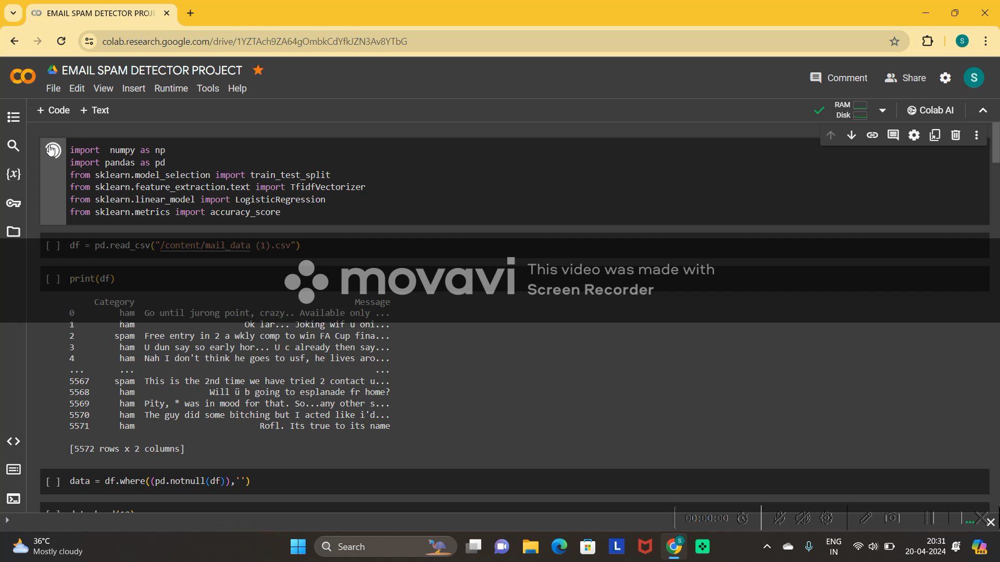 EMAIL SPAM DETECTOR PROJE
colab.research.google.com/drive/1YZTAch9ZA64gOmbkCdYfkJZN3Av8YTbG
S
EMAIL SPAM DETECTOR PROJECT
Comment
Share
S
File Edit View Insert Runtime Tools Help
+ Code + Text
RAM
Disk
Colab AI
import  numpy as np
import pandas as pd
from sklearn.model_selection import train_test_split
from sklearn.feature_extraction.text import TfidfVectorizer
from sklearn.linear_model import LogisticRegression
from sklearn.metrics import accuracy_score
{x}
[ ] df = pd.read_csv("/content/mail_data (1).csv")
[ ] print(df)
movavi
This video was made with
Screen Recorder
Category Message
0 ham Go until jurong point, crazy.. Available only ...
1 ham Ok lar... Joking wif u oni...
2 spam Free entry in 2 a wkly comp to win FA Cup fina...
3 ham U dun say so early hor... U c already then say...
4 ham Nah I don't think he goes to usf, he lives aro...
... ... ...
5567 spam This is the 2nd time we have tried 2 contact u...
5568 ham Will ü b going to esplanade fr home?
5569 ham Pity, * was in mood for that. So...any other s...
5570 ham The guy did some bitching but I acted like i'd...
5571 ham Rofl. Its true to its name
[5572 rows x 2 columns]
[ ] data = df.where((pd.notnull(df)),'')
00:00:00
36°C
Mostly cloudy
Search
L
S
ENG
IN
20:31
20-04-2024
PRE